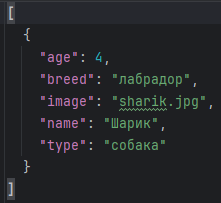 [
  {
    "age": 4,
    "breed": "лабрадор",
    "image": "sharik.jpg",
    "name": "Шарик",
    "type": "собака"
  }
]